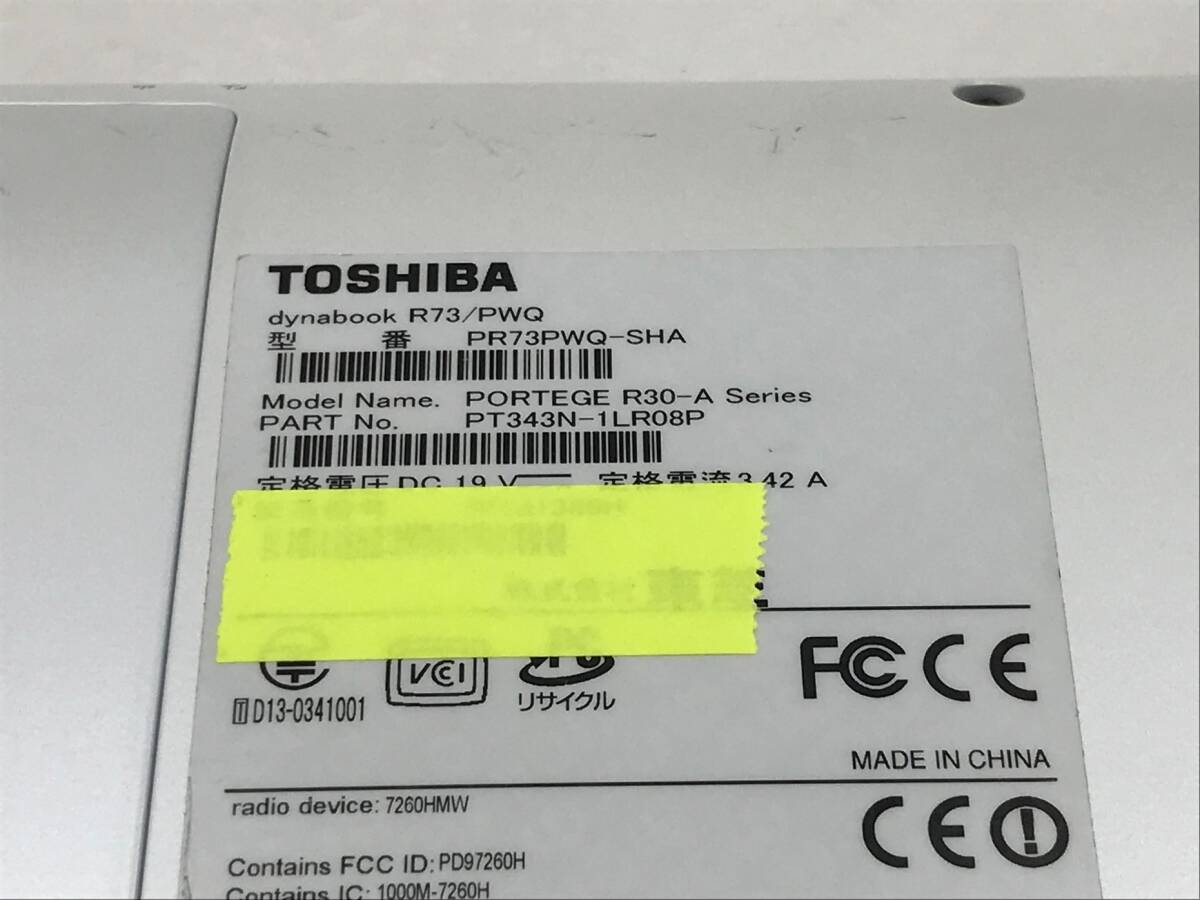 TOSHIBA
dynabook R73/PWQ
型 番 PR73PWQ-SHA
Model Name. PORTEGE R30-A Series
PART No. PT343N-1LR08P
定格電圧 DC 19 V 定格電流 3.42 A
VCI
リサイクル
D13-0341001
FC CE
MADE IN CHINA
radio device: 7260HMW
CE
Contains FCC ID: PD97260H
Contains IC: 1000M-7260H